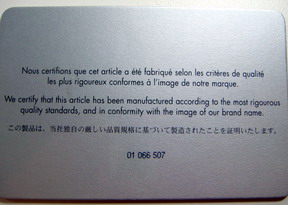 Nous certifions que cet article a été fabriqué selon les critères de qualité
les plus rigoureux conformes à l'image de notre marque.
We certify that this article has been manufactured according to the most rigourous
quality standards, and in conformity with the image of our brand name.
この製品は、当社独自の厳しい品質規格に基づいて製造されたことを証明いたします。
01 066 507